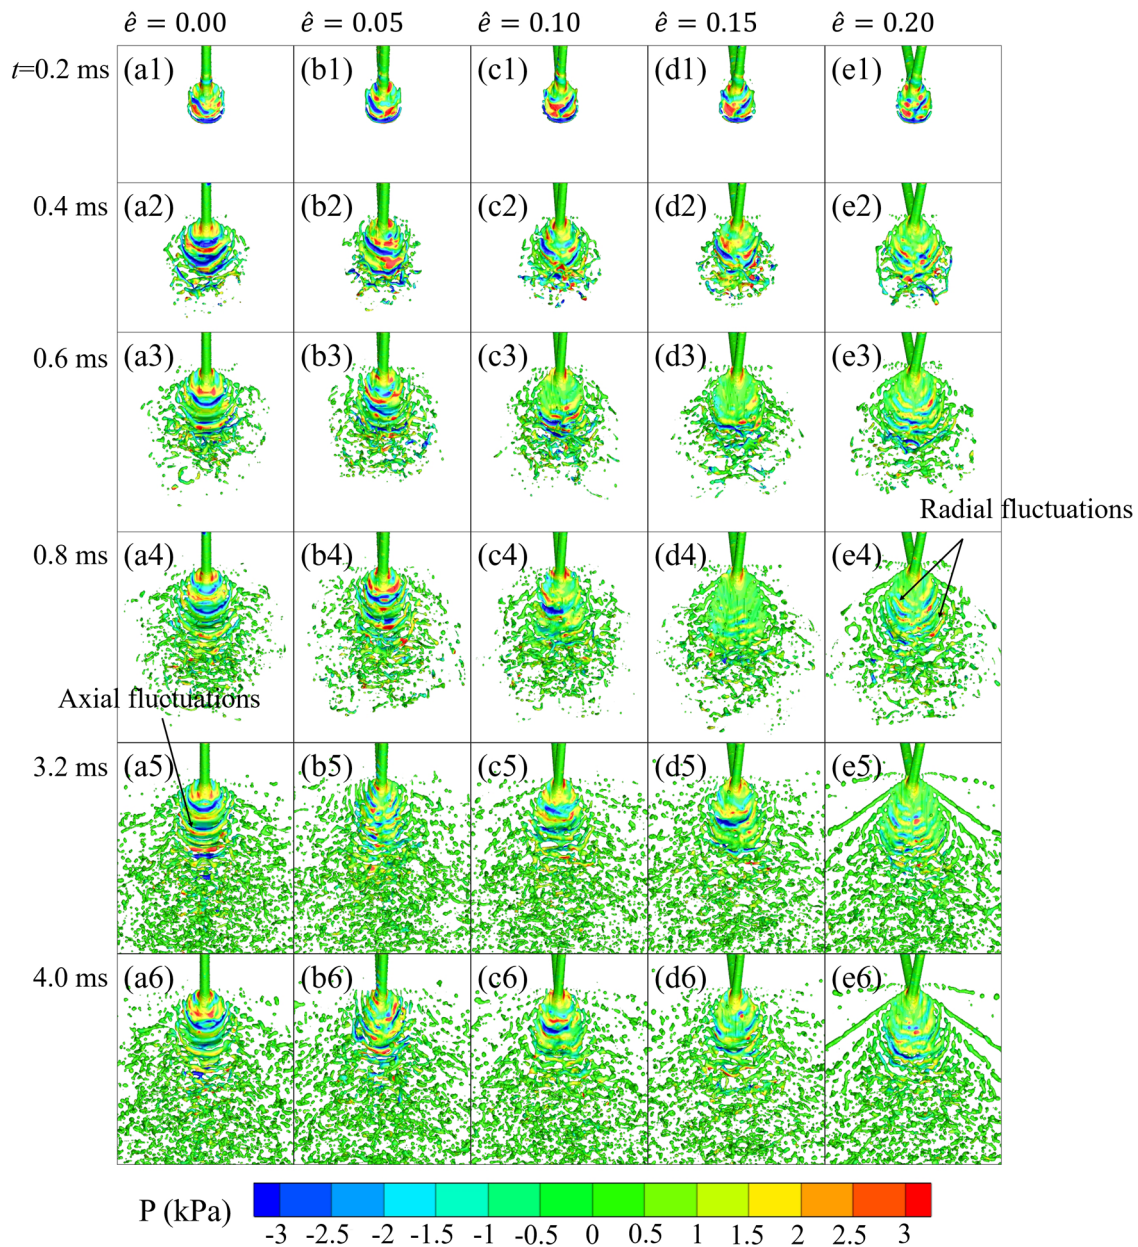 ê = 0.00 ê = 0.05 ê = 0.10 ê = 0.15 ê = 0.20
t=0.2 ms (a1) (b1) (c1) (d1) (e1)
0.4 ms (a2) (b2) (c2) (d2) (e2)
0.6 ms (a3) (b3) (c3) (d3) (e3)
Radial fluctuations
0.8 ms (a4) (b4) (c4) (d4) (e4)
Axial fluctuations
3.2 ms (a5) (b5) (c5) (d5) (e5)
4.0 ms (a6) (b6) (c6) (d6) (e6)
P (kPa)
-3 -2.5 -2 -1.5 -1 -0.5 0 0.5 1 1.5 2 2.5 3